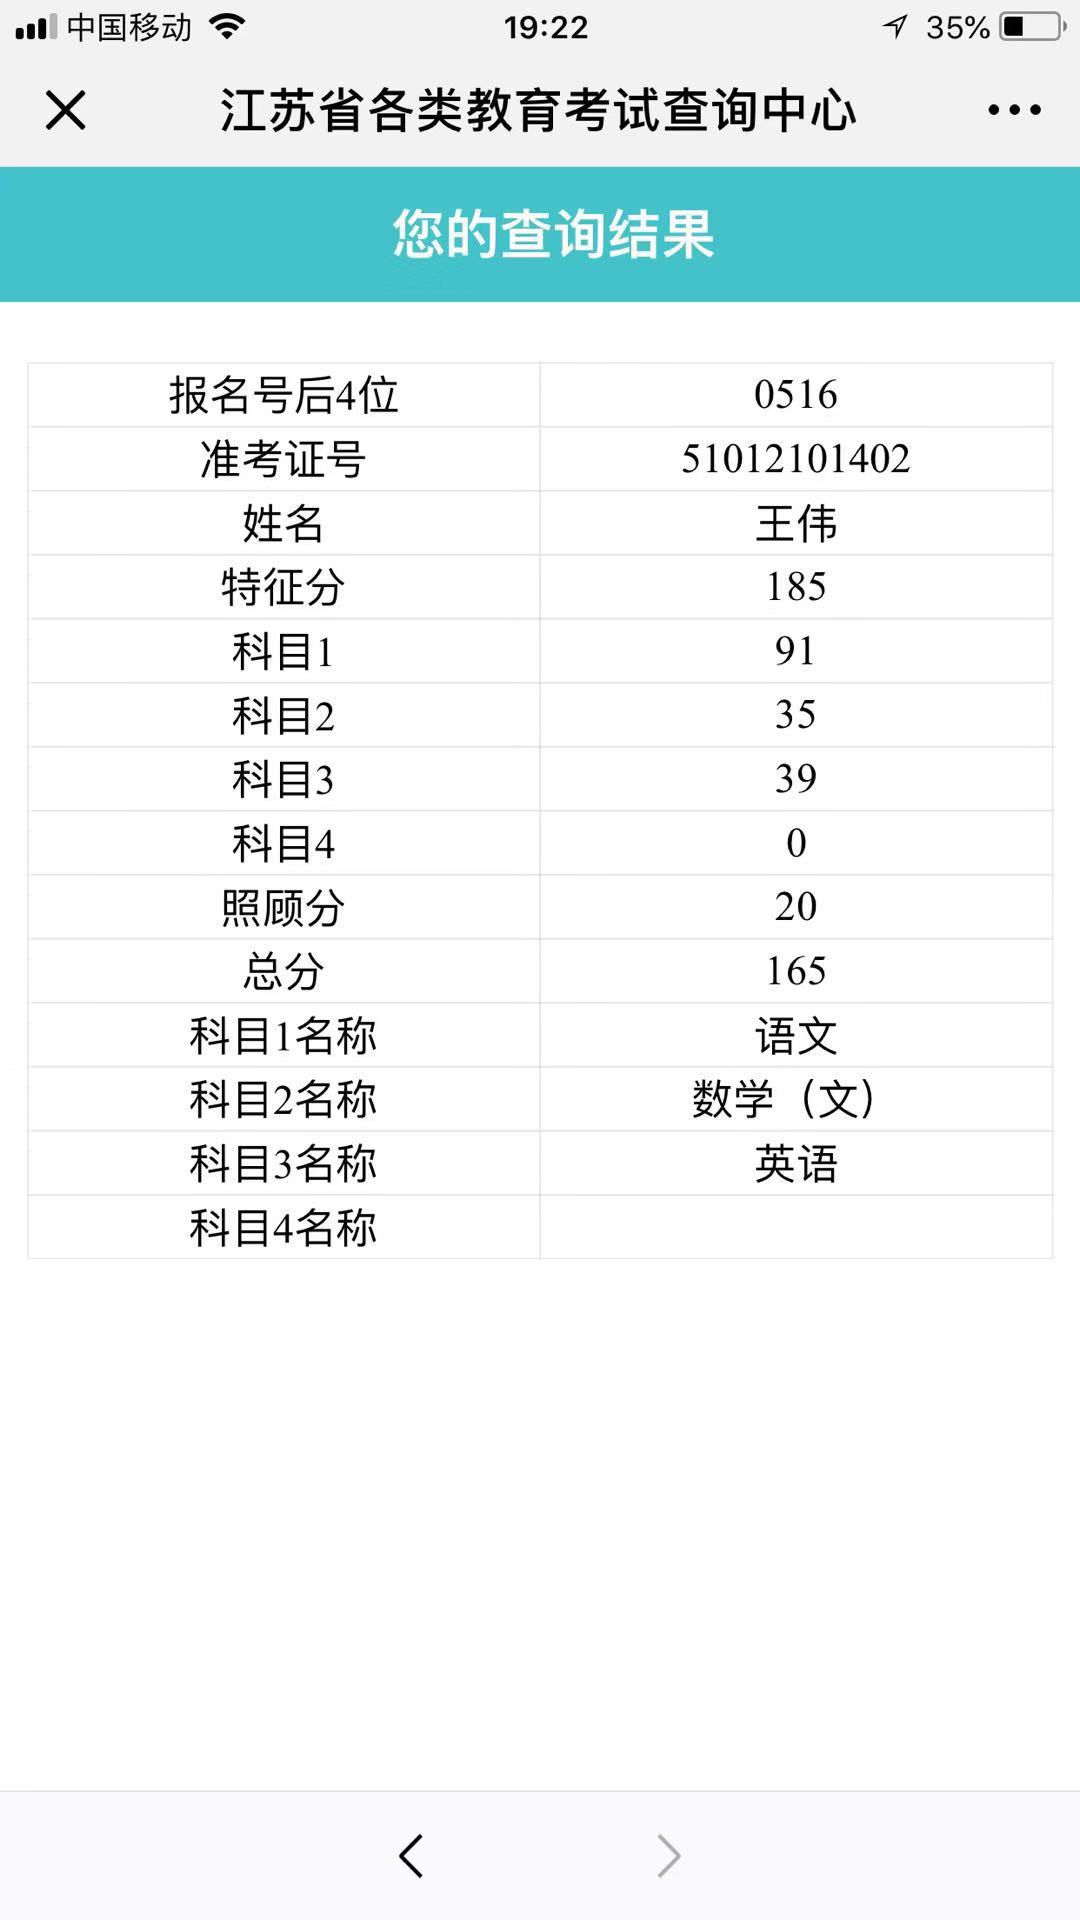 中国移动 19:22 35%
江苏省各类教育考试查询中心
您的查询结果
报名号后4位 0516
准考证号 51012101402
姓名 王伟
特征分 185
科目1 91
科目2 35
科目3 39
科目4 0
照顾分 20
总分 165
科目1名称 语文
科目2名称 数学（文）
科目3名称 英语
科目4名称